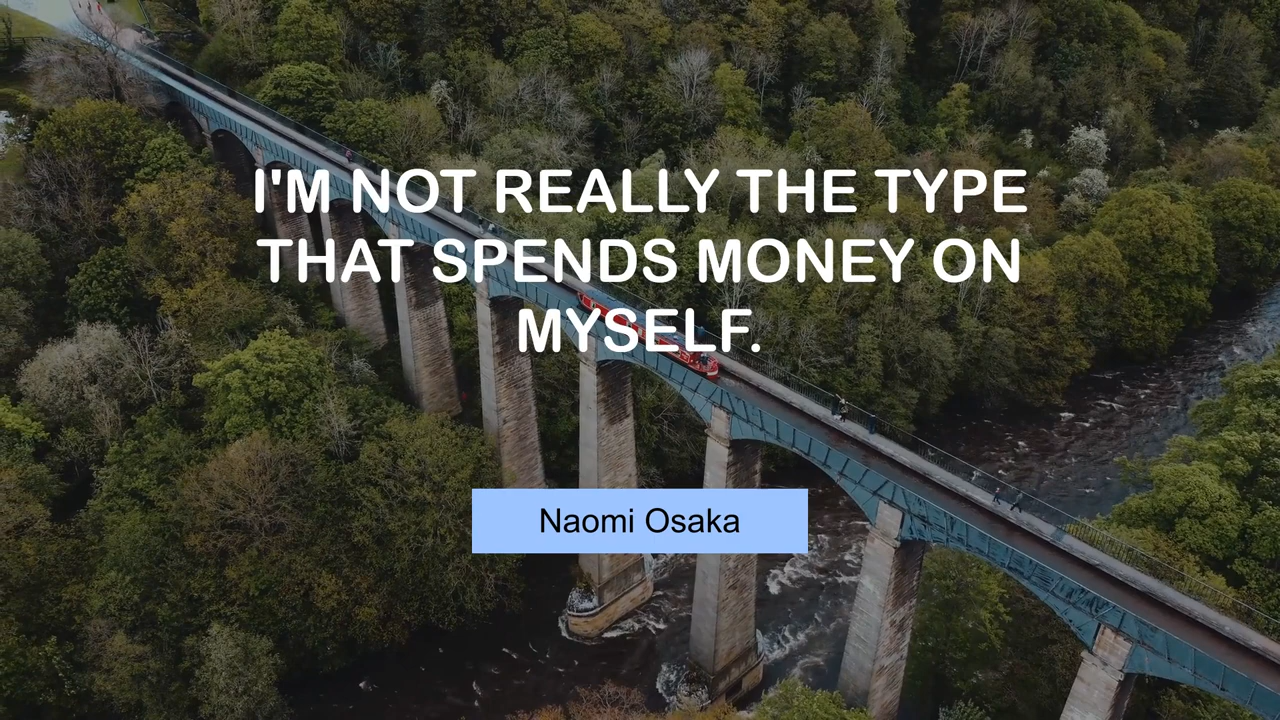 I'M NOT REALLY THE TYPE
THAT SPENDS MONEY ON
MYSELF.
Naomi Osaka